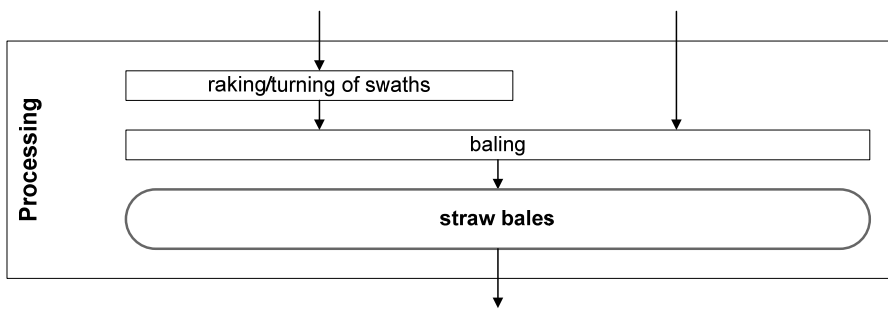 Processing
raking/turning of swaths
baling
straw bales